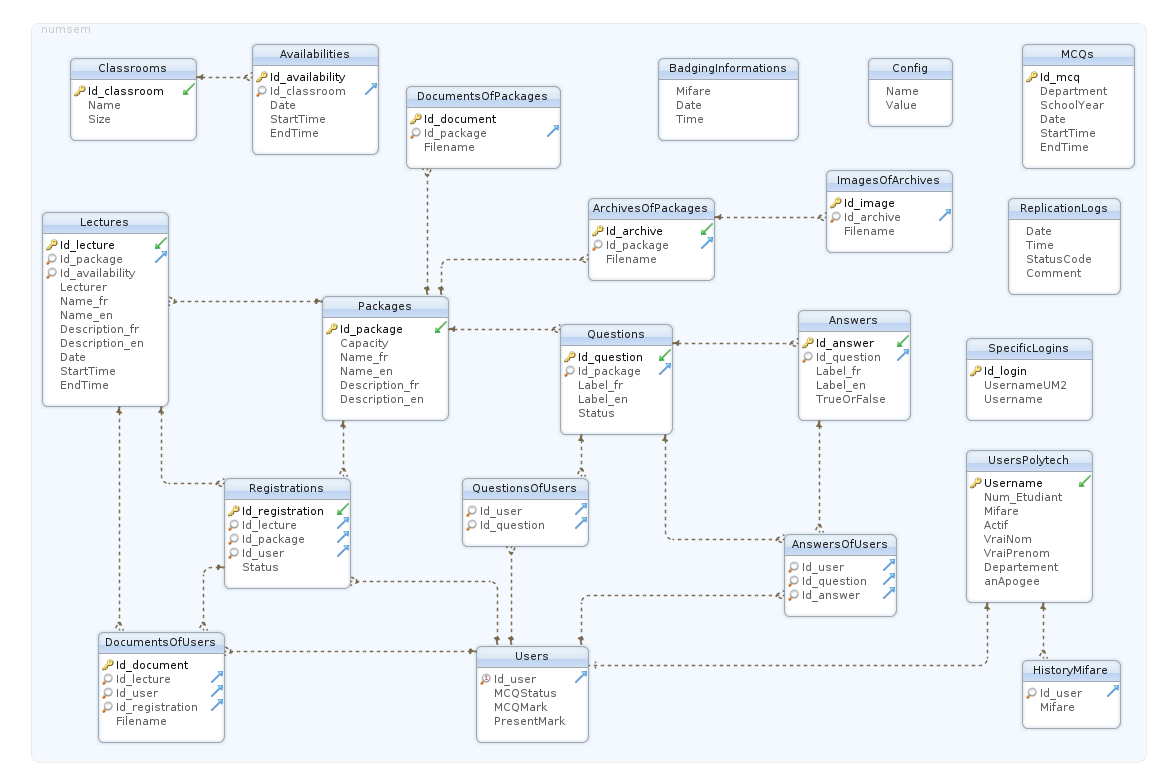 numsem
Classrooms
Id_classroom
Name
Size
Availabilities
Id_availability
Id_classroom
Date
StartTime
EndTime
DocumentsOfPackages
Id_document
Id_package
Filename
BadgingInformations
Mifare
Date
Time
Config
Name
Value
MCQs
Id_mcq
Department
SchoolYear
Date
StartTime
EndTime
Lectures
Id_lecture
Id_package
Id_availability
Lecturer
Name_fr
Name_en
Description_fr
Description_en
Date
StartTime
EndTime
ArchivesOfPackages
Id_archive
Id_package
Filename
ImagesOfArchives
Id_image
Id_archive
Filename
ReplicationLogs
Date
Time
StatusCode
Comment
Packages
Id_package
Capacity
Name_fr
Name_en
Description_fr
Description_en
Questions
Id_question
Id_package
Label_fr
Label_en
Status
Answers
Id_answer
Id_question
Label_fr
Label_en
TrueOrFalse
SpecificLogins
Id_login
UsernameUM2
Username
Registrations
Id_registration
Id_lecture
Id_package
Id_user
Status
QuestionsOfUsers
Id_user
Id_question
AnswersOfUsers
Id_user
Id_question
Id_answer
UsersPolytech
Username
Num_Etudiant
Mifare
Actif
VraiNom
VraiPrenom
Departement
anApogee
DocumentsOfUsers
Id_document
Id_lecture
Id_user
Id_registration
Filename
Users
Id_user
MCQStatus
MCQMark
PresentMark
HistoryMifare
Id_user
Mifare